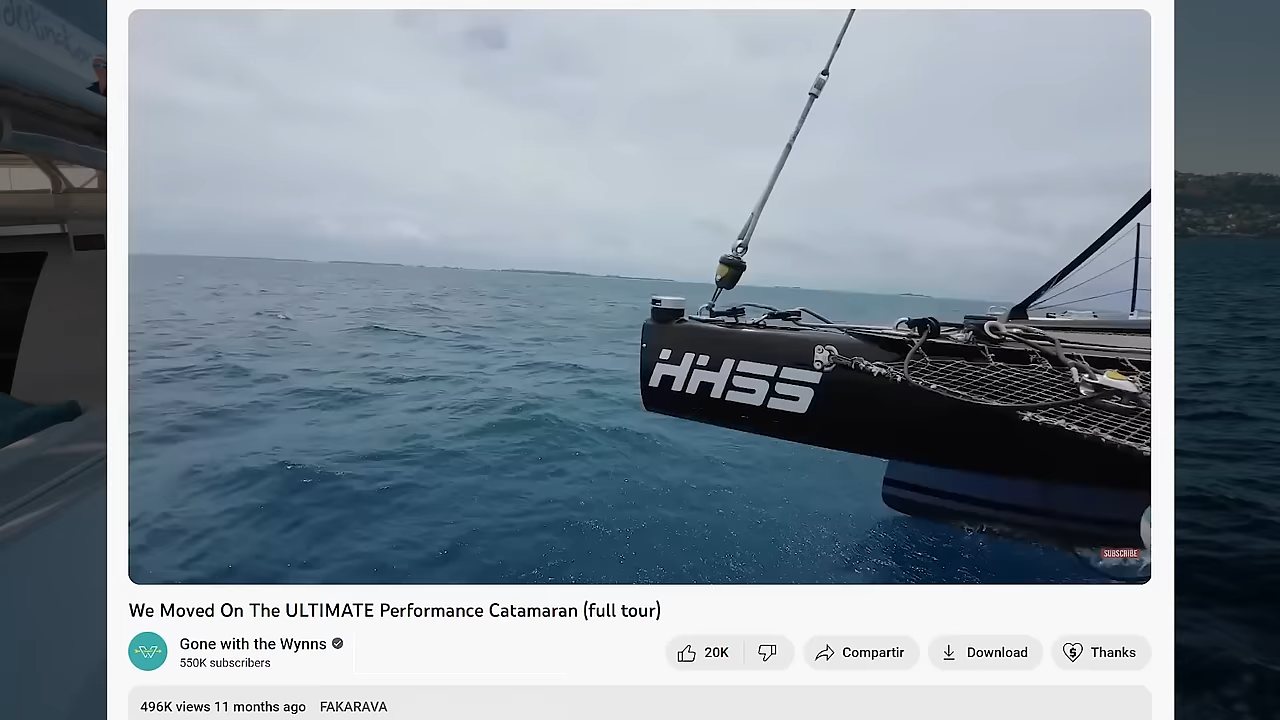 HH55
SUBSCRIBE
We Moved On The ULTIMATE Performance Catamaran (full tour)
Gone with the Wynns
550K subscribers
20K
Compartir
Download
Thanks
496K views 11 months ago FAKARAVA